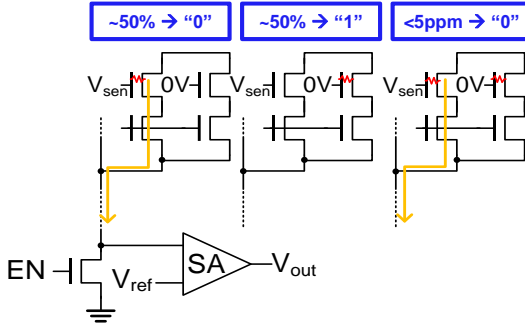 ~50% → “0”
~50% → “1”
<5ppm → “0”
Vsen
0V
Vsen
0V
Vsen
0V
EN
Vref
SA
Vout